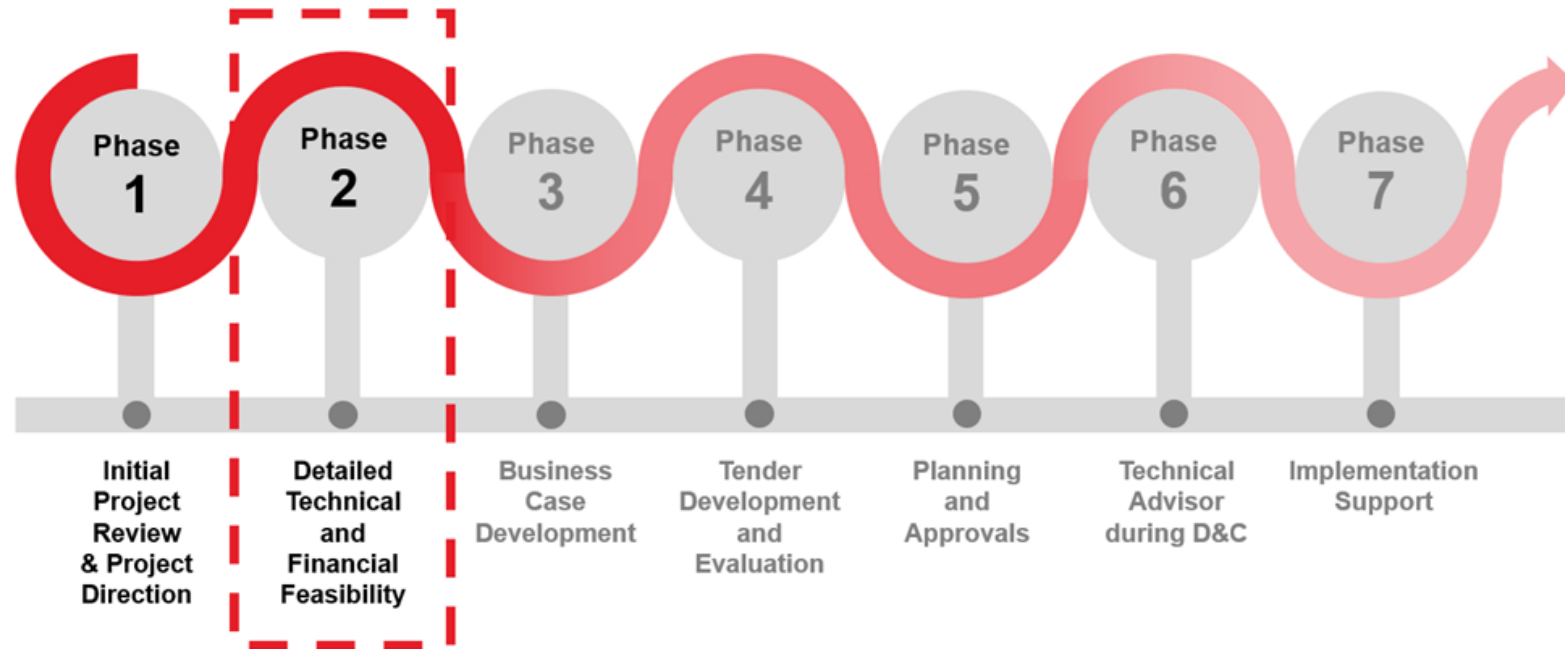 Phase
1
Phase
2
Phase
3
Phase
4
Phase
5
Phase
6
Phase
7
Initial
Project
Review
& Project
Direction
Detailed
Technical
and
Financial
Feasibility
Business
Case
Development
Tender
Development
and
Evaluation
Planning
and
Approvals
Technical
Advisor
during D&C
Implementation
Support